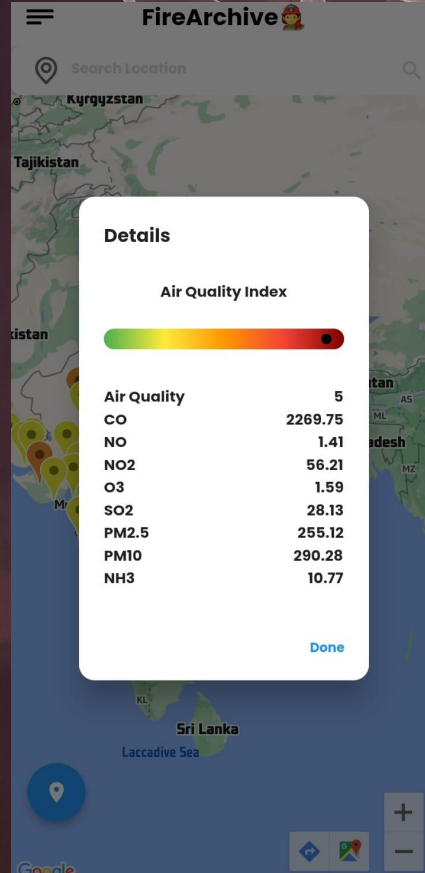 FireArchive
Search Location
Kyrgyzstan
Tajikistan
Details
Air Quality Index
kistan
Air Quality 5
CO 2269.75
NO 1.41
NO2 56.21
O3 1.59
SO2 28.13
PM2.5 255.12
PM10 290.28
NH3 10.77
tan
AS
ML
adesh
MZ
M
Done
KL
Sri Lanka
Laccadive Sea
Google